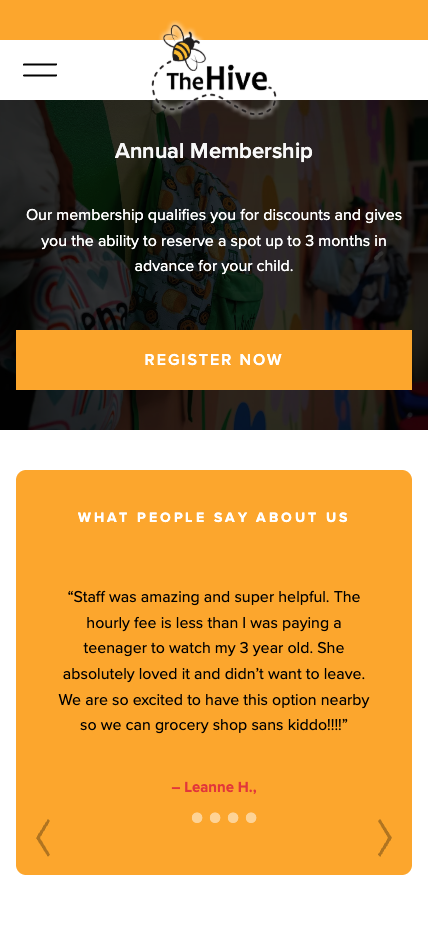 TheHive
Annual Membership
Our membership qualifies you for discounts and gives
you the ability to reserve a spot up to 3 months in
advance for your child.
REGISTER NOW
WHAT PEOPLE SAY ABOUT US
“Staff was amazing and super helpful. The
hourly fee is less than I was paying a
teenager to watch my 3 year old. She
absolutely loved it and didn’t want to leave.
We are so excited to have this option nearby
so we can grocery shop sans kiddo!!!!”
– Leanne H.,